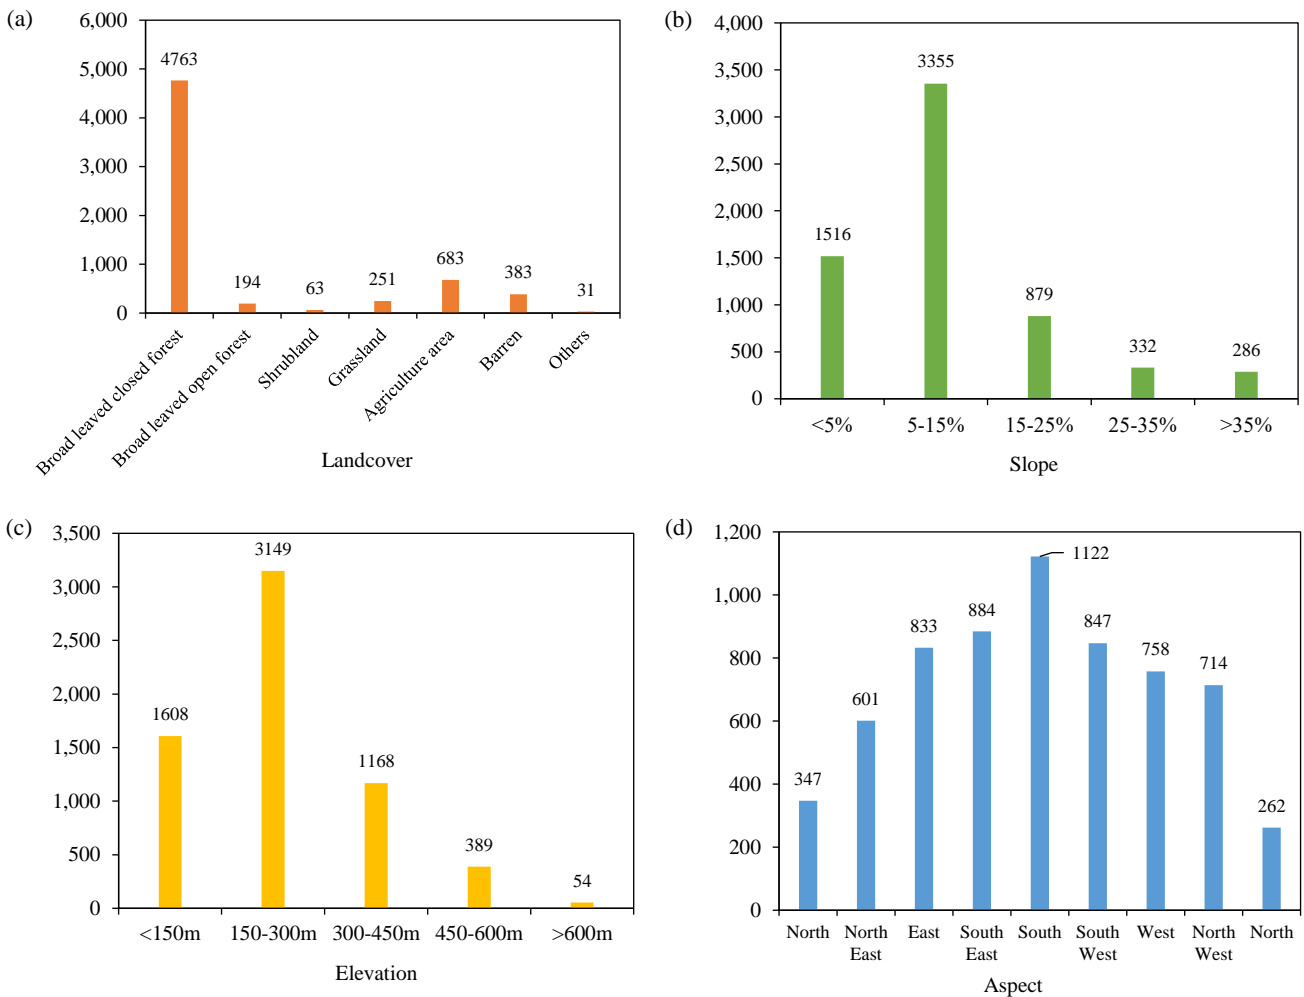 (a)
6,000
5,000
4,000
3,000
2,000
1,000
0
4763
194
63
251
683
383
31
Broad leaved closed forest
Broad leaved open forest
Shrubland
Grassland
Agriculture area
Barren
Others
Landcover
(b)
4,000
3,500
3,000
2,500
2,000
1,500
1,000
500
0
1516
3355
879
332
286
<5%
5-15%
15-25%
25-35%
>35%
Slope
(c)
3,500
3,000
2,500
2,000
1,500
1,000
500
0
1608
3149
1168
389
54
<150m
150-300m
300-450m
450-600m
>600m
Elevation
(d)
1,200
1,000
800
600
400
200
0
347
601
833
884
1122
847
758
714
262
North
North
East
East
South
East
South
South
West
West
North
West
North
Aspect